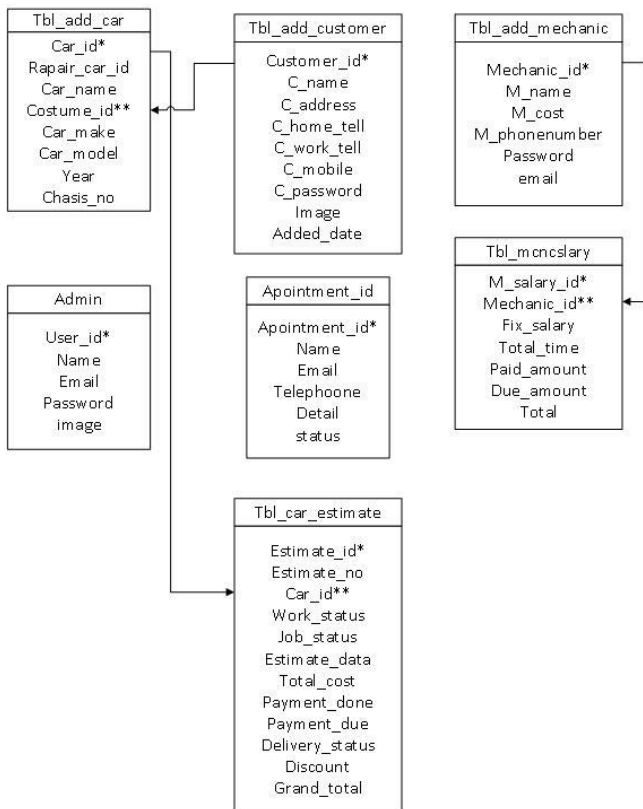 Tbl_add_car
Car_id*
Rapair_car_id
Car_name
Costume_id**
Car_make
Car_model
Year
Chasis_no
Tbl_add_customer
Customer_id*
C_name
C_address
C_home_tell
C_work_tell
C_mobile
C_password
Image
Added_date
Tbl_add_mechanic
Mechanic_id*
M_name
M_cost
M_phonenumber
Password
email
Admin
User_id*
Name
Email
Password
image
Apointment_id
Apointment_id*
Name
Email
Telephoone
Detail
status
Tbl_mcncslary
M_salary_id*
Mechanic_id**
Fix_salary
Total_time
Paid_amount
Due_amount
Total
Tbl_car_estimate
Estimate_id*
Estimate_no
Car_id**
Work_status
Job_status
Estimate_data
Total_cost
Payment_done
Payment_due
Delivery_status
Discount
Grand_total